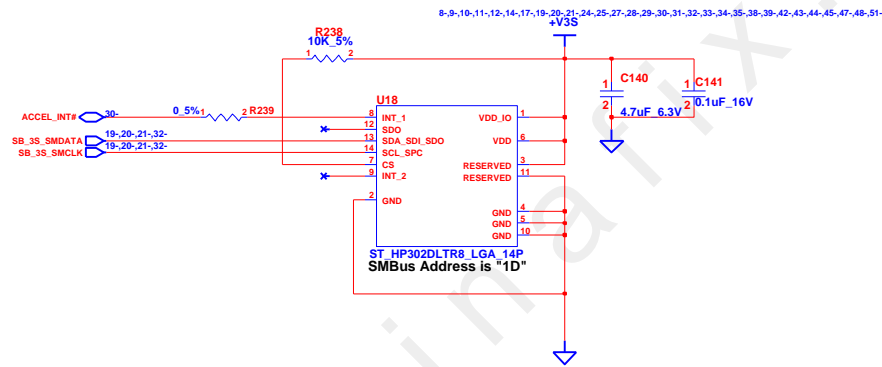 8-,9-,10-,11-,12-,14-,17-,19-,20-,21-,24-,25-,27-,28-,29-,30-,31-,32-,33-,34-,35-,38-,39-,42-,43-,44-,45-,47-,48-,51-
+V3S
R238
10K_5%
1 2
C140
1
2
4.7uF_6.3V
C141
1
2
0.1uF_16V
U18
ACCEL_INT# 30- 0_5% 1 2 R239 8 INT_1 VDD_IO 1
12 SDO
SB_3S_SMDATA 19-,20-,21-,32- 13 SDA_SDI_SDO VDD 6
SB_3S_SMCLK 19-,20-,21-,32- 14 SCL_SPC
7 CS RESERVED 3
9 INT_2 RESERVED 11
2 GND
GND 4
GND 5
GND 10
ST_HP302DLTR8_LGA_14P
SMBus Address is "1D"
inafix.